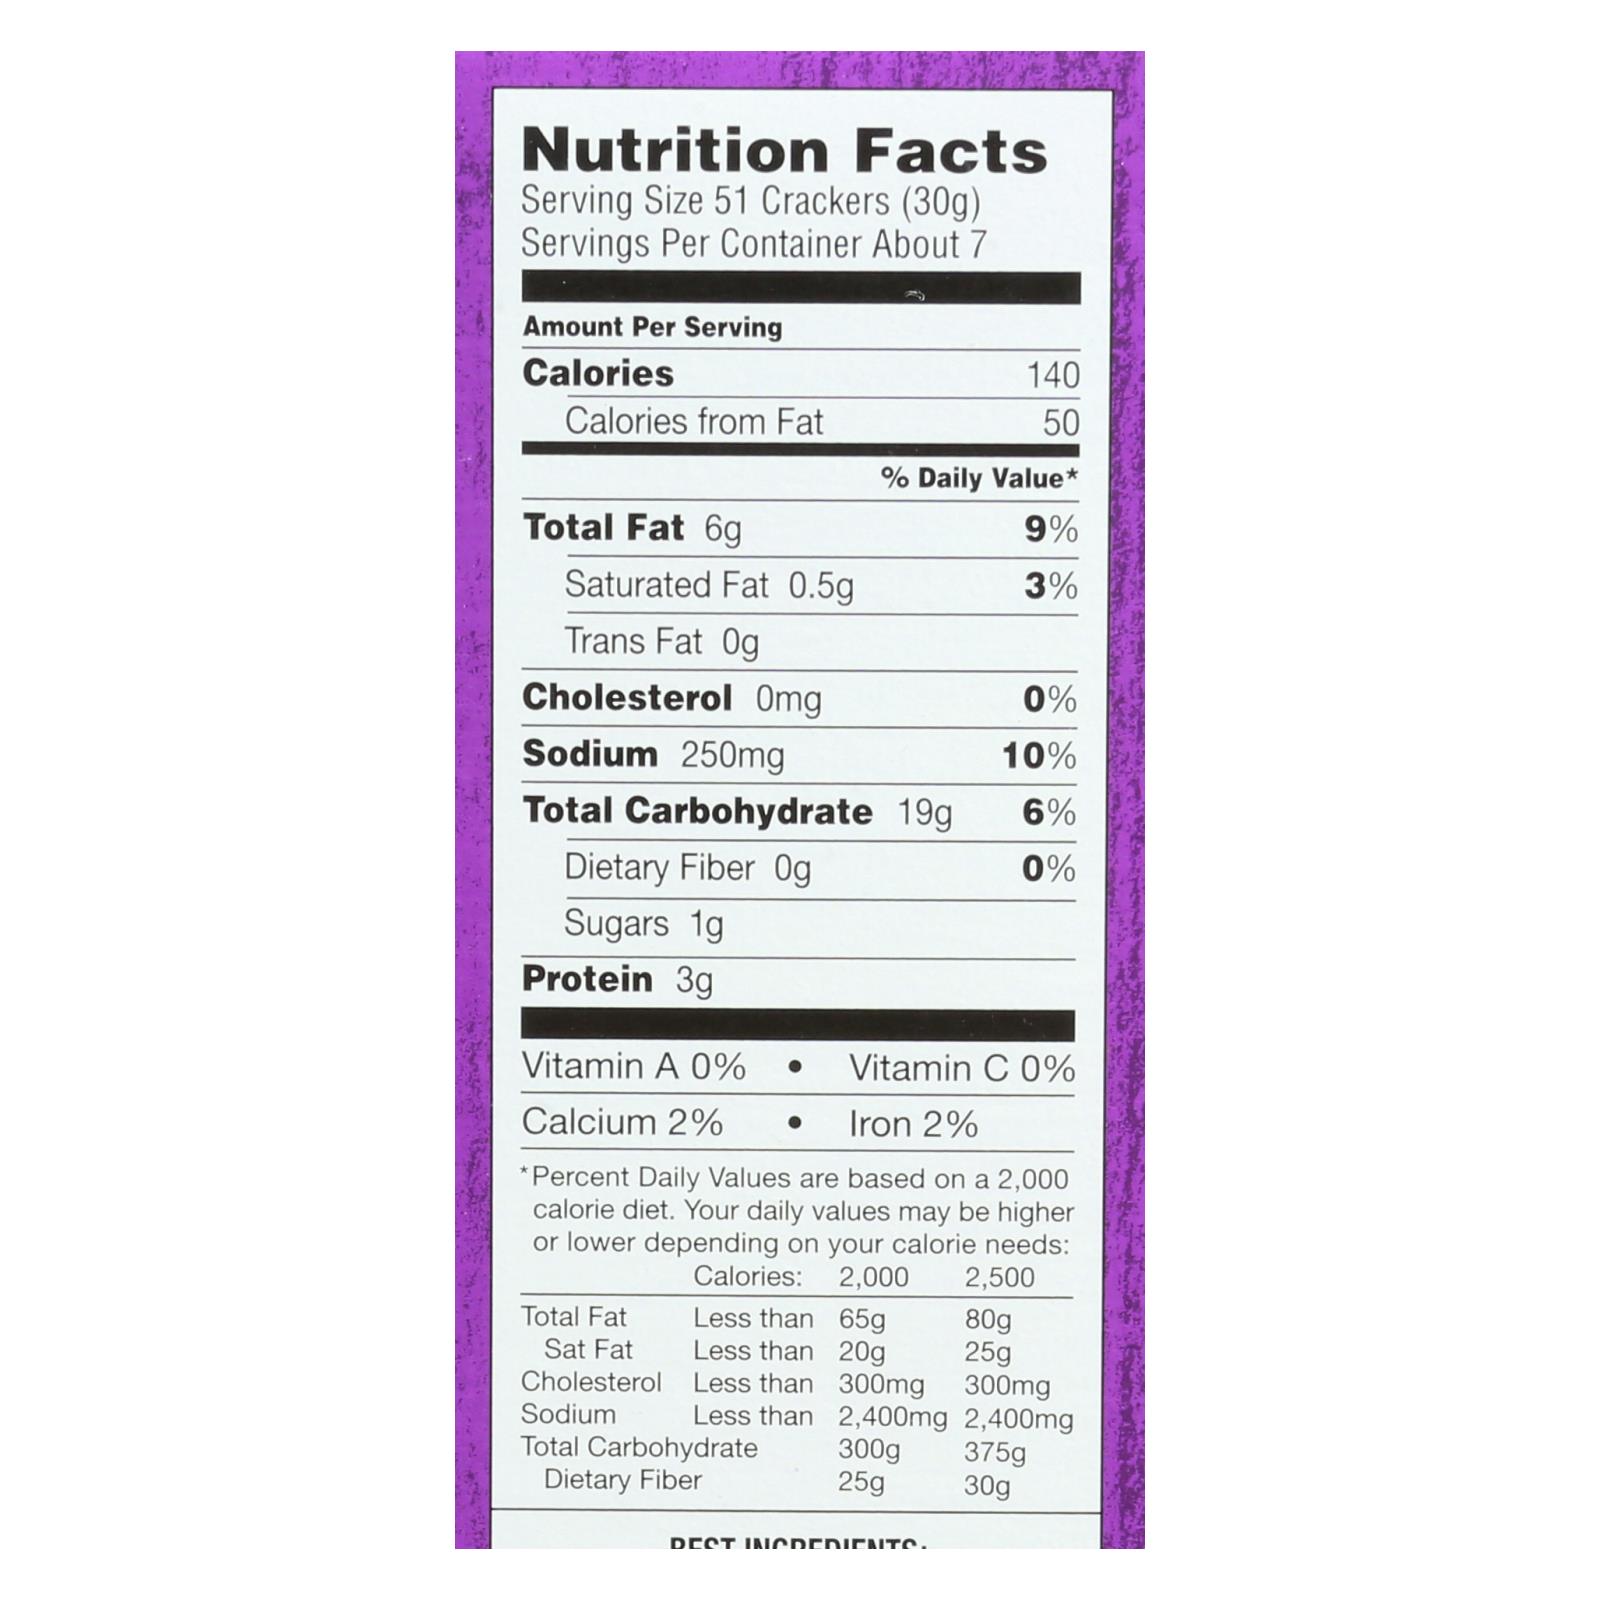 Nutrition Facts
Serving Size 51 Crackers (30g)
Servings Per Container About 7
Amount Per Serving
Calories 140
Calories from Fat 50
% Daily Value*
Total Fat 6g 9%
Saturated Fat 0.5g 3%
Trans Fat 0g
Cholesterol 0mg 0%
Sodium 250mg 10%
Total Carbohydrate 19g 6%
Dietary Fiber 0g 0%
Sugars 1g
Protein 3g
Vitamin A 0% • Vitamin C 0%
Calcium 2% • Iron 2%
*Percent Daily Values are based on a 2,000
calorie diet. Your daily values may be higher
or lower depending on your calorie needs:
Calories: 2,000 2,500
Total Fat Less than 65g 80g
Sat Fat Less than 20g 25g
Cholesterol Less than 300mg 300mg
Sodium Less than 2,400mg 2,400mg
Total Carbohydrate 300g 375g
Dietary Fiber 25g 30g
BEST INGREDIENTS: